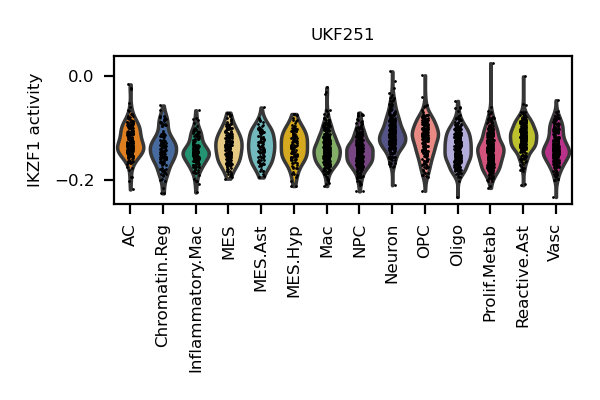 UKF251
IKZF1 activity
0.0
−0.2
AC
Chromatin.Reg
Inflammatory.Mac
MES
MES.Ast
MES.Hyp
Mac
NPC
Neuron
OPC
Oligo
Prolif.Metab
Reactive.Ast
Vasc